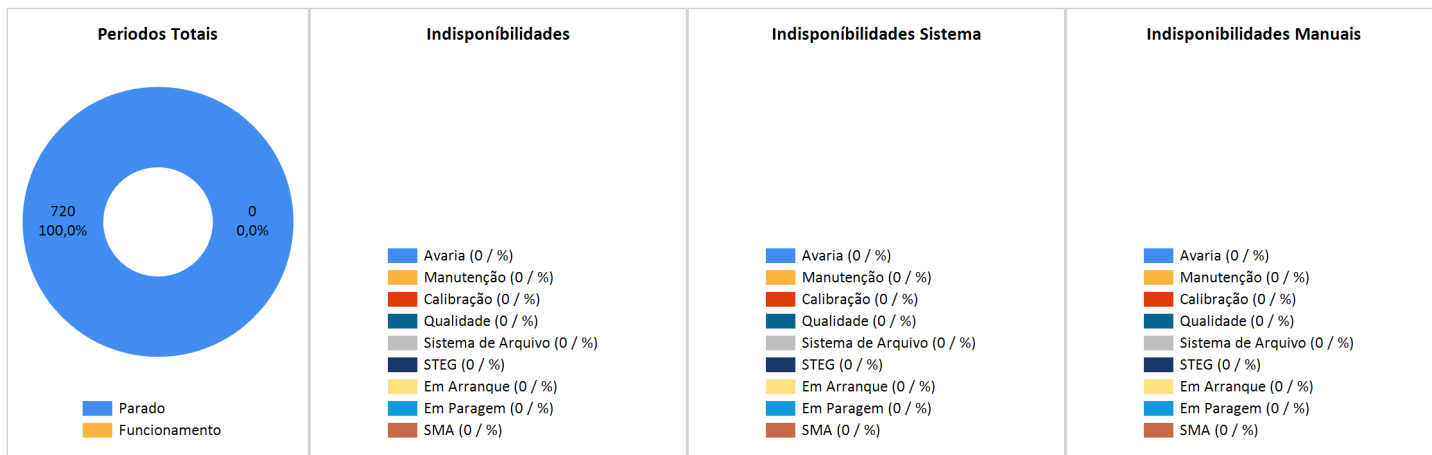 Periodos Totais
720
100,0%
0
0,0%
Parado
Funcionamento
Indisponíbilidades
Avaria (0 / %)
Manutenção (0 / %)
Calibração (0 / %)
Qualidade (0 / %)
Sistema de Arquivo (0 / %)
STEG (0 / %)
Em Arranque (0 / %)
Em Paragem (0 / %)
SMA (0 / %)
Indisponíbilidades Sistema
Avaria (0 / %)
Manutenção (0 / %)
Calibração (0 / %)
Qualidade (0 / %)
Sistema de Arquivo (0 / %)
STEG (0 / %)
Em Arranque (0 / %)
Em Paragem (0 / %)
SMA (0 / %)
Indisponibilidades Manuais
Avaria (0 / %)
Manutenção (0 / %)
Calibração (0 / %)
Qualidade (0 / %)
Sistema de Arquivo (0 / %)
STEG (0 / %)
Em Arranque (0 / %)
Em Paragem (0 / %)
SMA (0 / %)